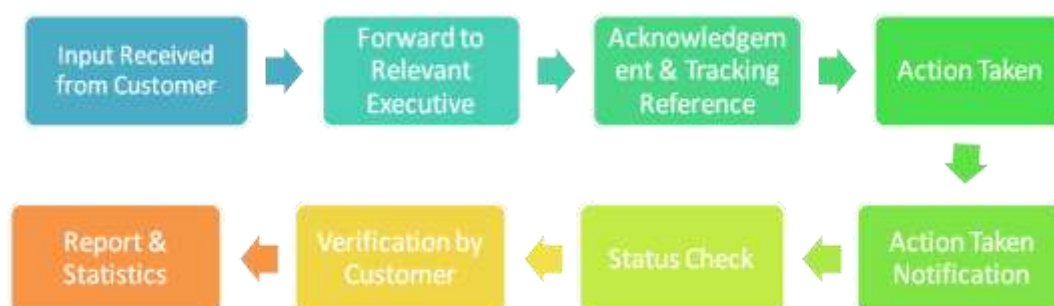 Input Received
from Customer
Forward to
Relevant
Executive
Acknowledgem
ent & Tracking
Reference
Action Taken
Action Taken
Notification
Status Check
Verification by
Customer
Report &
Statistics